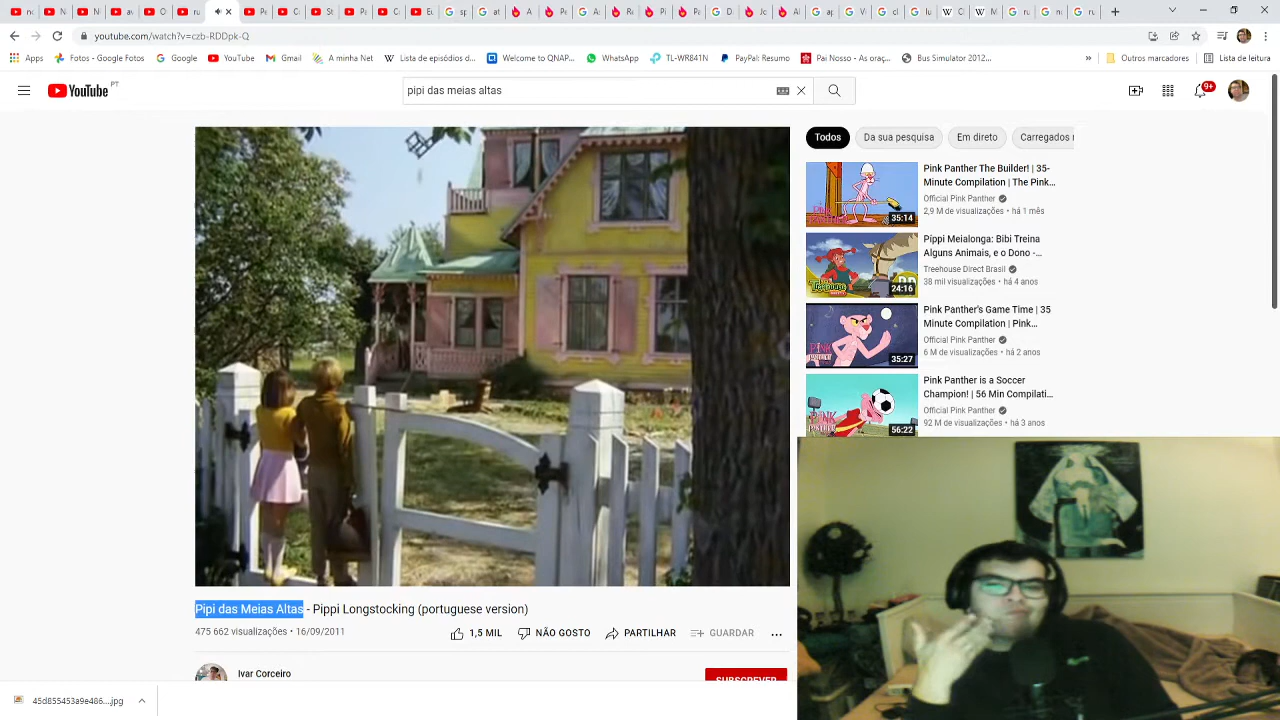 youtube.com/watch?v=czb-RDDpk-Q
Apps
Fotos - Google Fotos
Google
YouTube
Gmail
A minha Net
Lista de episódios d...
Welcome to QNAP...
WhatsApp
TL-WR841N
PayPal: Resumo
Pai Nosso - As oraç...
Bus Simulator 2012...
»
Outros marcadores
Lista de leitura
YouTube PT
pipi das meias altas
9+
Todos
Da sua pesquisa
Em direto
Carregados
Pink Panther The Builder! | 35-
Minute Compilation | The Pink...
Official Pink Panther
2,9 M de visualizações • há 1 mês
35:14
Píppi Meialonga: Bibi Treina
Alguns Animais, e o Dono -...
Treehouse Direct Brasil
38 mil visualizações • há 4 anos
24:16
Pink Panther's Game Time | 35
Minute Compilation | Pink...
Official Pink Panther
6 M de visualizações • há 2 anos
35:27
Pink Panther is a Soccer
Champion! | 56 Min Compilati...
Official Pink Panther
92 M de visualizações • há 3 anos
56:22
Pipi das Meias Altas - Pippi Longstocking (portuguese version)
475 662 visualizações • 16/09/2011
1,5 MIL
NÃO GOSTO
PARTILHAR
GUARDAR
Ivar Corceiro
SUBSCREVER
45d855453a9e486....jpg